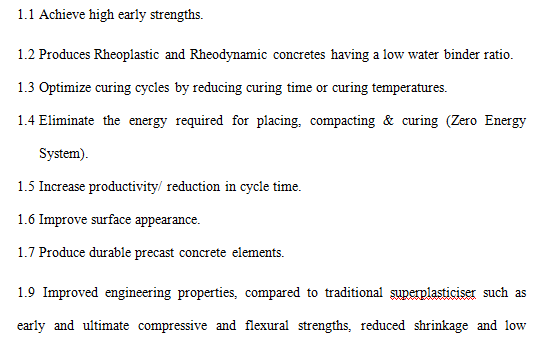 1.1 Achieve high early strengths.
1.2 Produces Rheoplastic and Rheodynamic concretes having a low water binder ratio.
1.3 Optimize curing cycles by reducing curing time or curing temperatures.
1.4 Eliminate the energy required for placing, compacting & curing (Zero Energy
System).
1.5 Increase productivity/ reduction in cycle time.
1.6 Improve surface appearance.
1.7 Produce durable precast concrete elements.
1.9 Improved engineering properties, compared to traditional superplasticiser such as
early and ultimate compressive and flexural strengths, reduced shrinkage and low